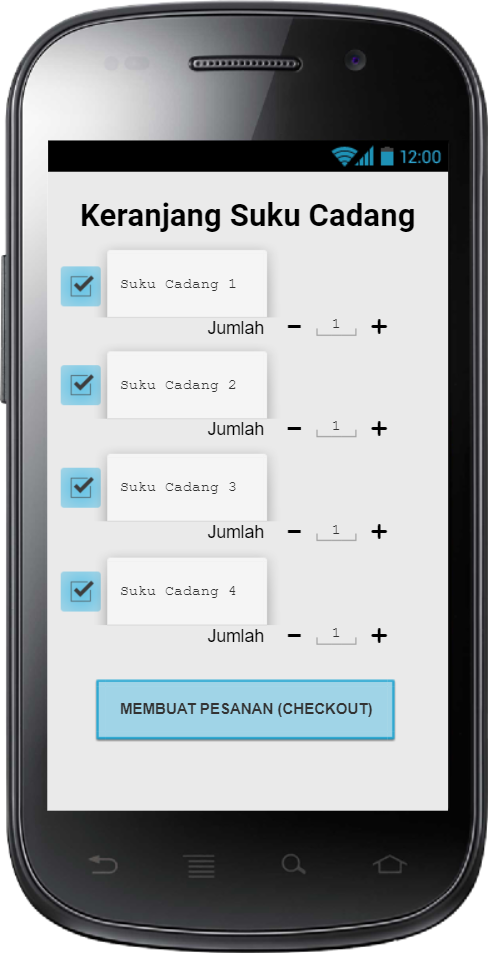 12:00
Keranjang Suku Cadang
Suku Cadang 1
Jumlah - 1 +
Suku Cadang 2
Jumlah - 1 +
Suku Cadang 3
Jumlah - 1 +
Suku Cadang 4
Jumlah - 1 +
MEMBUAT PESANAN (CHECKOUT)